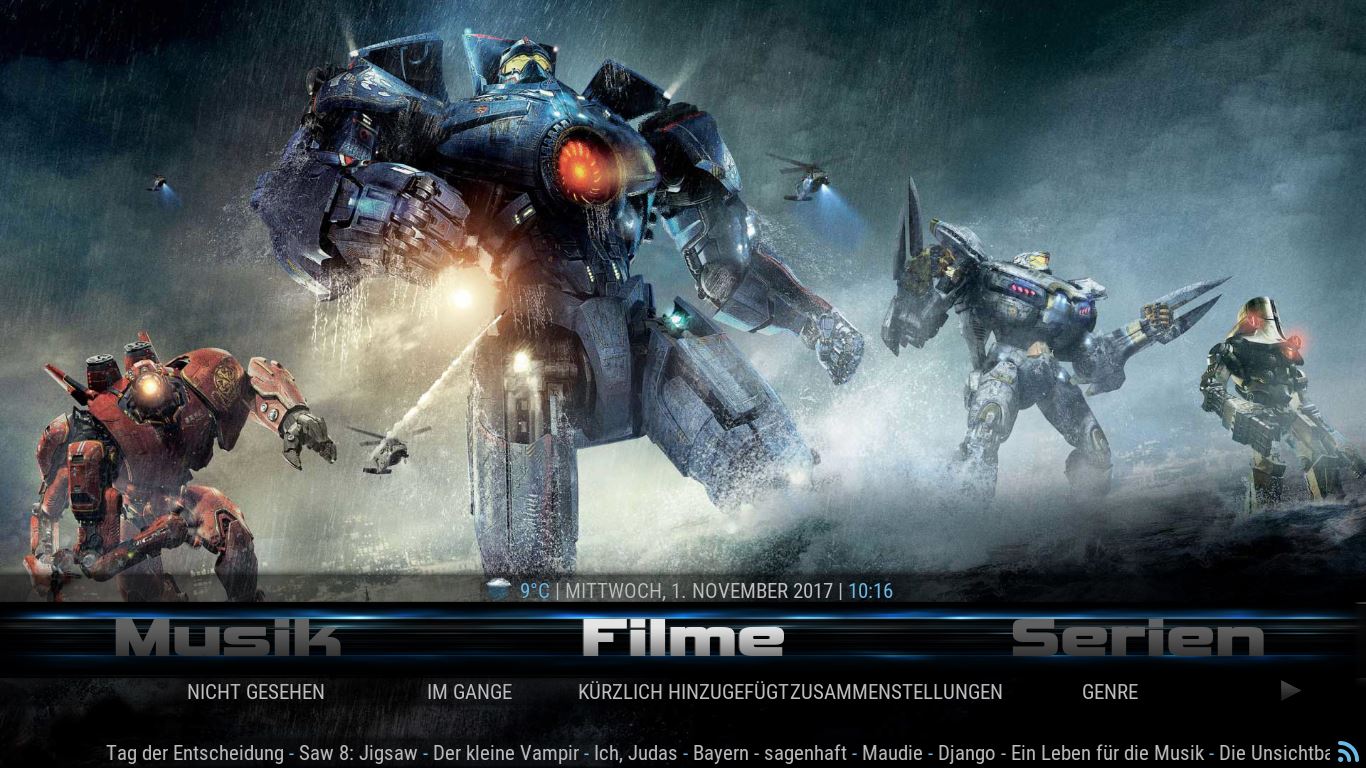 9°C | MITTWOCH, 1. NOVEMBER 2017 | 10:16
Musik Filme Serien
NICHT GESEHEN IM GANGE KÜRZLICH HINZUGEFÜGTZUSAMMENSTELLUNGEN GENRE
Tag der Entscheidung - Saw 8: Jigsaw - Der kleine Vampir - Ich, Judas - Bayern - sagenhaft - Maudie - Django - Ein Leben für die Musik - Die Unsichtba